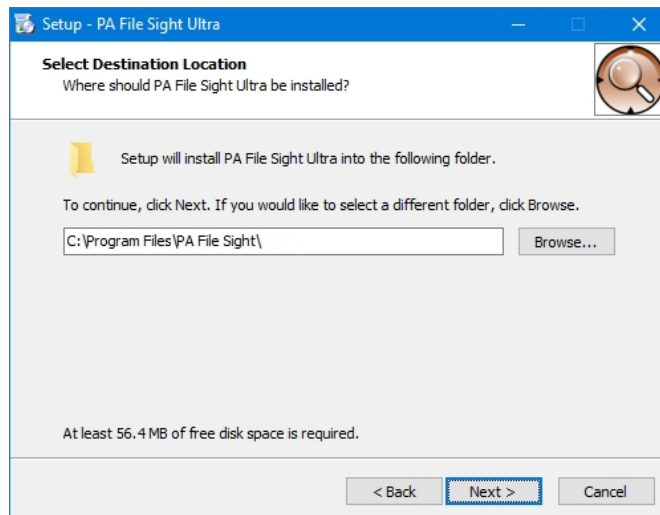 Setup - PA File Sight Ultra
Select Destination Location
Where should PA File Sight Ultra be installed?
Setup will install PA File Sight Ultra into the following folder.
To continue, click Next. If you would like to select a different folder, click Browse.
C:\Program Files\PA File Sight\
Browse...
At least 56.4 MB of free disk space is required.
< Back
Next >
Cancel